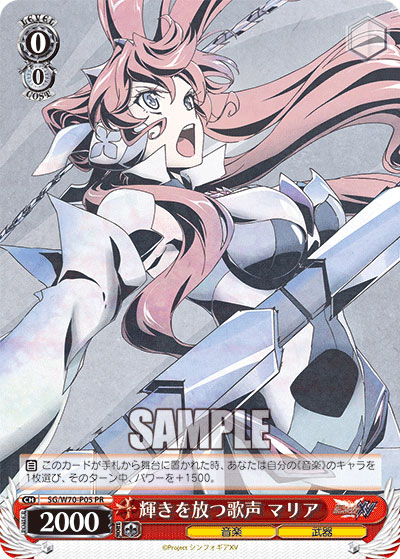 LEVEL
0
0
COST
SAMPLE
自 このカードが手札から舞台に置かれた時、あなたは自分の《音楽》のキャラを
1枚選び、そのターン中、パワーを+1500。
CH SG/W70-P05 PR
2000
輝きを放つ歌声 マリア
音楽 武器
©Project シンフォギアXV